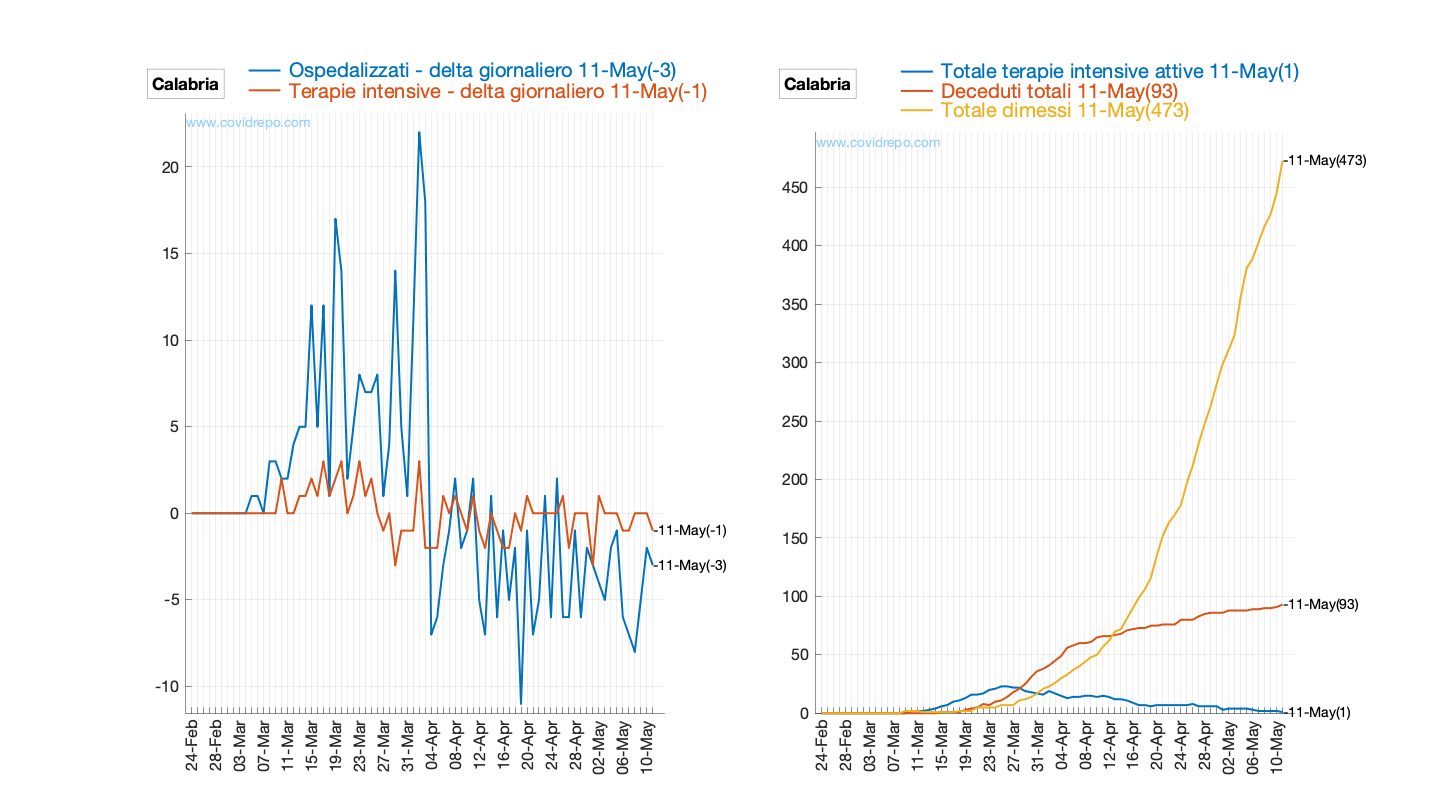 Calabria
Ospedalizzati - delta giornaliero 11-May(-3)
Terapie intensive - delta giornaliero 11-May(-1)
www.covidrepo.com
20
15
10
5
0
-5
-10
11-May(-1)
11-May(-3)
24-Feb
28-Feb
03-Mar
07-Mar
11-Mar
15-Mar
19-Mar
23-Mar
27-Mar
31-Mar
04-Apr
08-Apr
12-Apr
16-Apr
20-Apr
24-Apr
28-Apr
02-May
06-May
10-May
Calabria
Totale terapie intensive attive 11-May(1)
Deceduti totali 11-May(93)
Totale dimessi 11-May(473)
www.covidrepo.com
450
400
350
300
250
200
150
100
50
0
11-May(473)
11-May(93)
11-May(1)
24-Feb
28-Feb
03-Mar
07-Mar
11-Mar
15-Mar
19-Mar
23-Mar
27-Mar
31-Mar
04-Apr
08-Apr
12-Apr
16-Apr
20-Apr
24-Apr
28-Apr
02-May
06-May
10-May